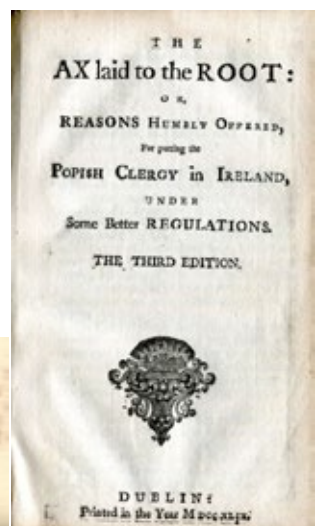 THE
AX laid to the ROOT:
OR,
REASONS HUMBLY OFFERED,
For putting the
POPISH CLERGY in IRELAND,
UNDER
Some Better REGULATIONS.
THE THIRD EDITION.
DUBLIN:
Printed in the Year MDCCXLIX.